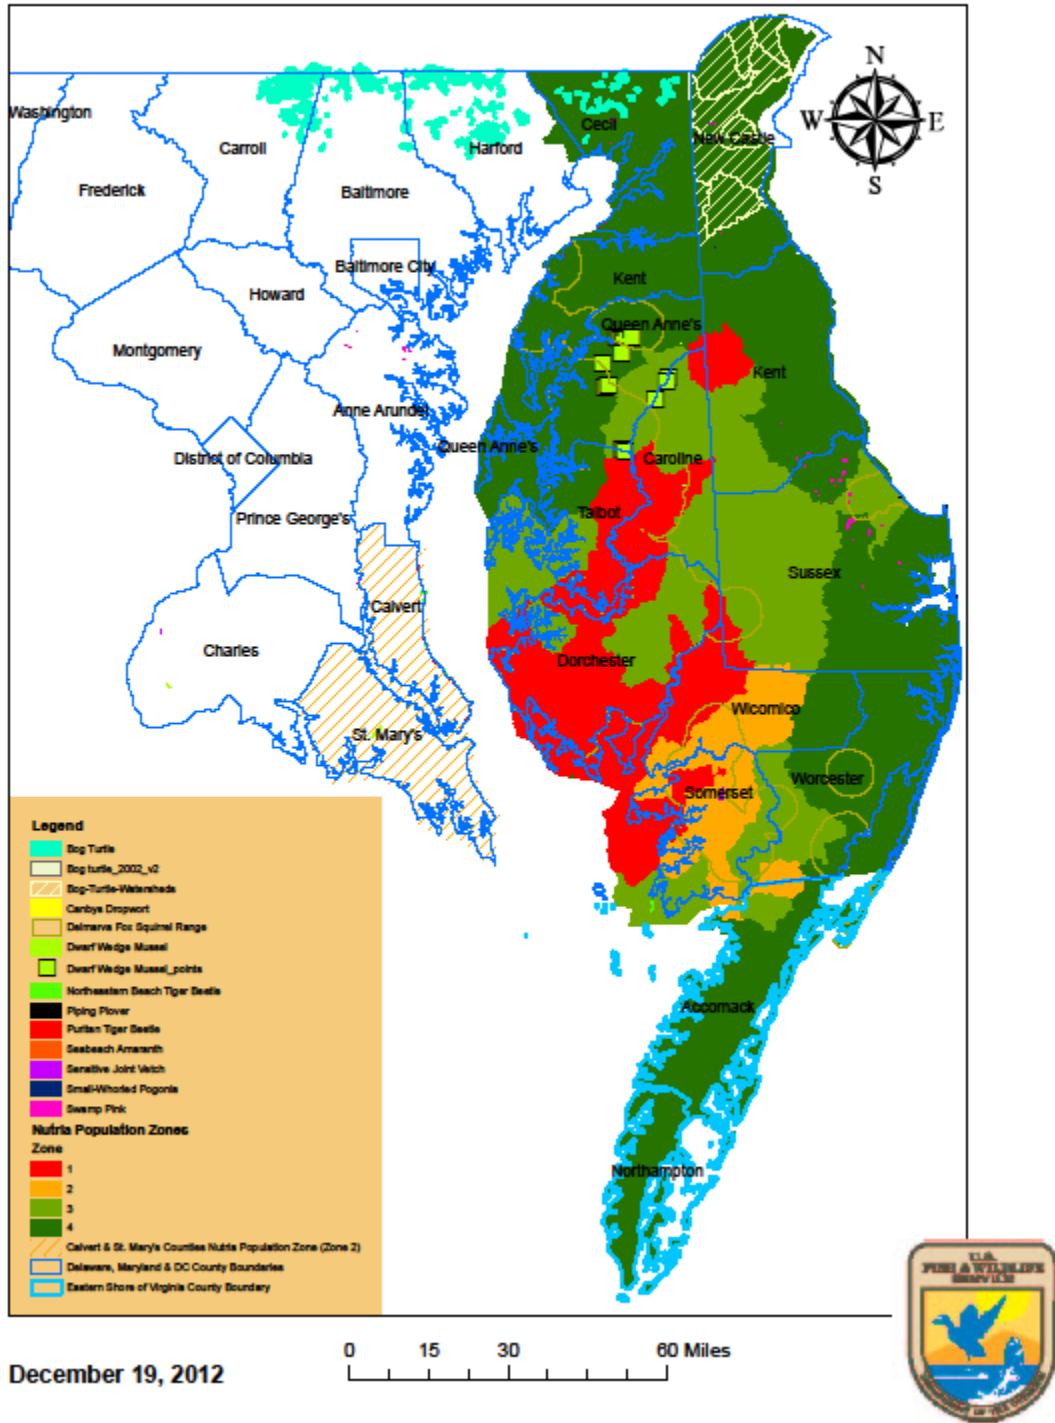 N
W E
S
Washington
Carroll
Harford
Cecil
New Castle
Frederick
Baltimore
Baltimore City
Howard
Kent
Queen Anne's
Montgomery
Kent
Anne Arundel
Queen Anne's
District of Columbia
Caroline
Prince George's
Talbot
Sussex
Calvert
Charles
Dorchester
Wicomico
St. Mary's
Worcester
Somerset
Accomack
Northampton
Legend
Bog Turtle
Bog turtle_2002_v2
Bog-Turtle-Watersheds
Canbys Dropwort
Delmarva Fox Squirrel Range
Dwarf Wedge Mussel
Dwarf Wedge Mussel_points
Northeastern Beach Tiger Beetle
Piping Plover
Puritan Tiger Beetle
Seabeach Amaranth
Sensitive Joint Vetch
Small-Whorled Pogonia
Swamp Pink
Nutria Population Zones
Zone
1
2
3
4
Calvert & St. Mary's Counties Nutria Population Zone (Zone 2)
Delaware, Maryland & DC County Boundaries
Eastern Shore of Virginia County Boundary
U.S.
FISH & WILDLIFE
SERVICE
0 15 30 60 Miles
December 19, 2012